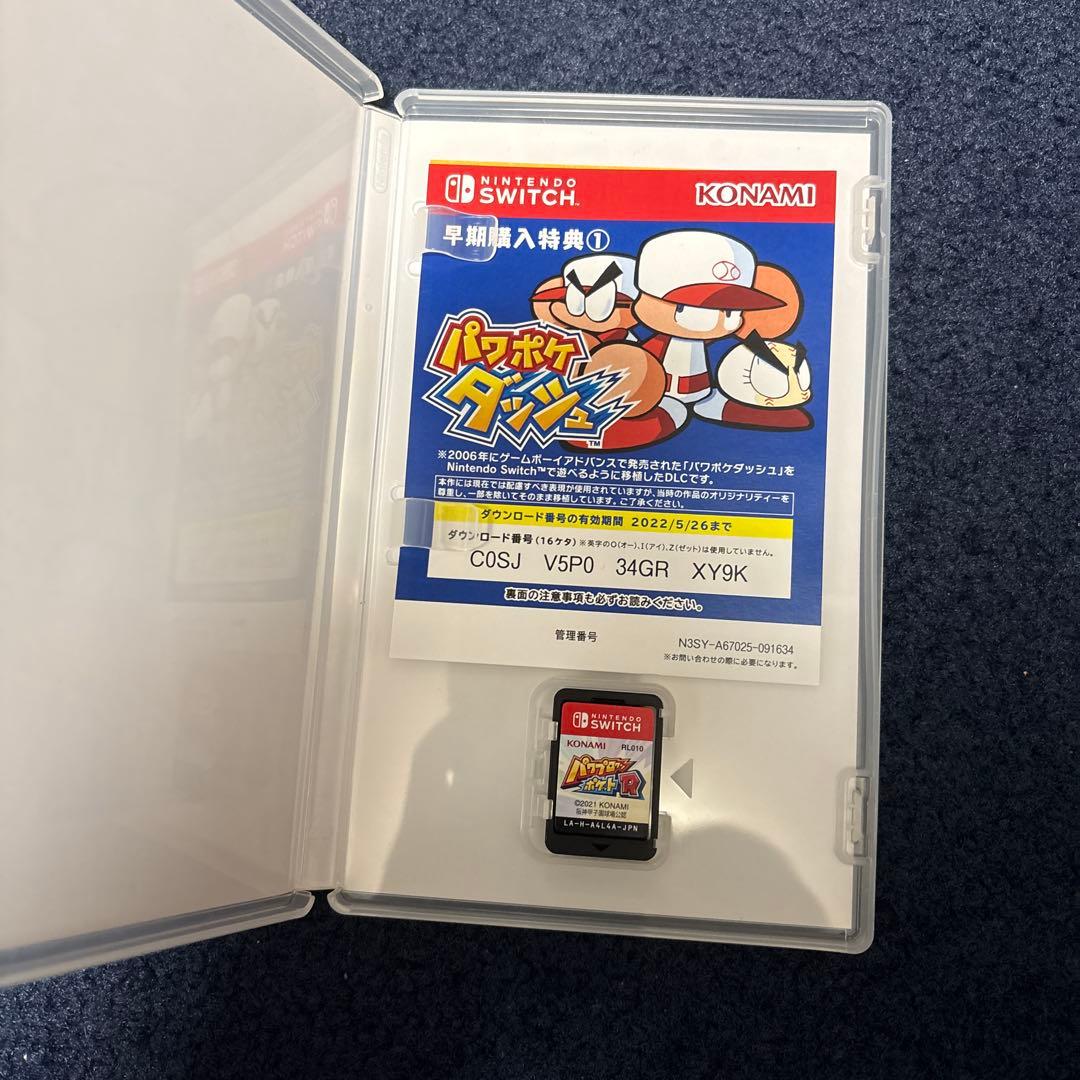 NINTENDO
SWITCH™
KONAMI
早期購入特典①
パワポケ
ダッシュ™
※2006年にゲームボーイアドバンスで発売された「パワポケダッシュ」を
Nintendo Switch™で遊べるように移植したDLCです。
本作には現在では配慮すべき表現が使用されていますが、当時の作品のオリジナリティーを
尊重し、一部を除いてそのまま移植しています。ご了承ください。
ダウンロード番号の有効期間 2022/5/26まで
ダウンロード番号(16ケタ) ※英字のO(オー)、I(アイ)、Z(ゼット)は使用していません。
C0SJ V5P0 34GR XY9K
裏面の注意事項も必ずお読みください。
管理番号
N3SY-A67025-091634
※お問い合わせの際に必要になります。
NINTENDO
SWITCH
KONAMI RL010
パワプロクン
ポケットR
©2021 KONAMI
阪神甲子園球場公認
LA-H-A4L4A-JPN